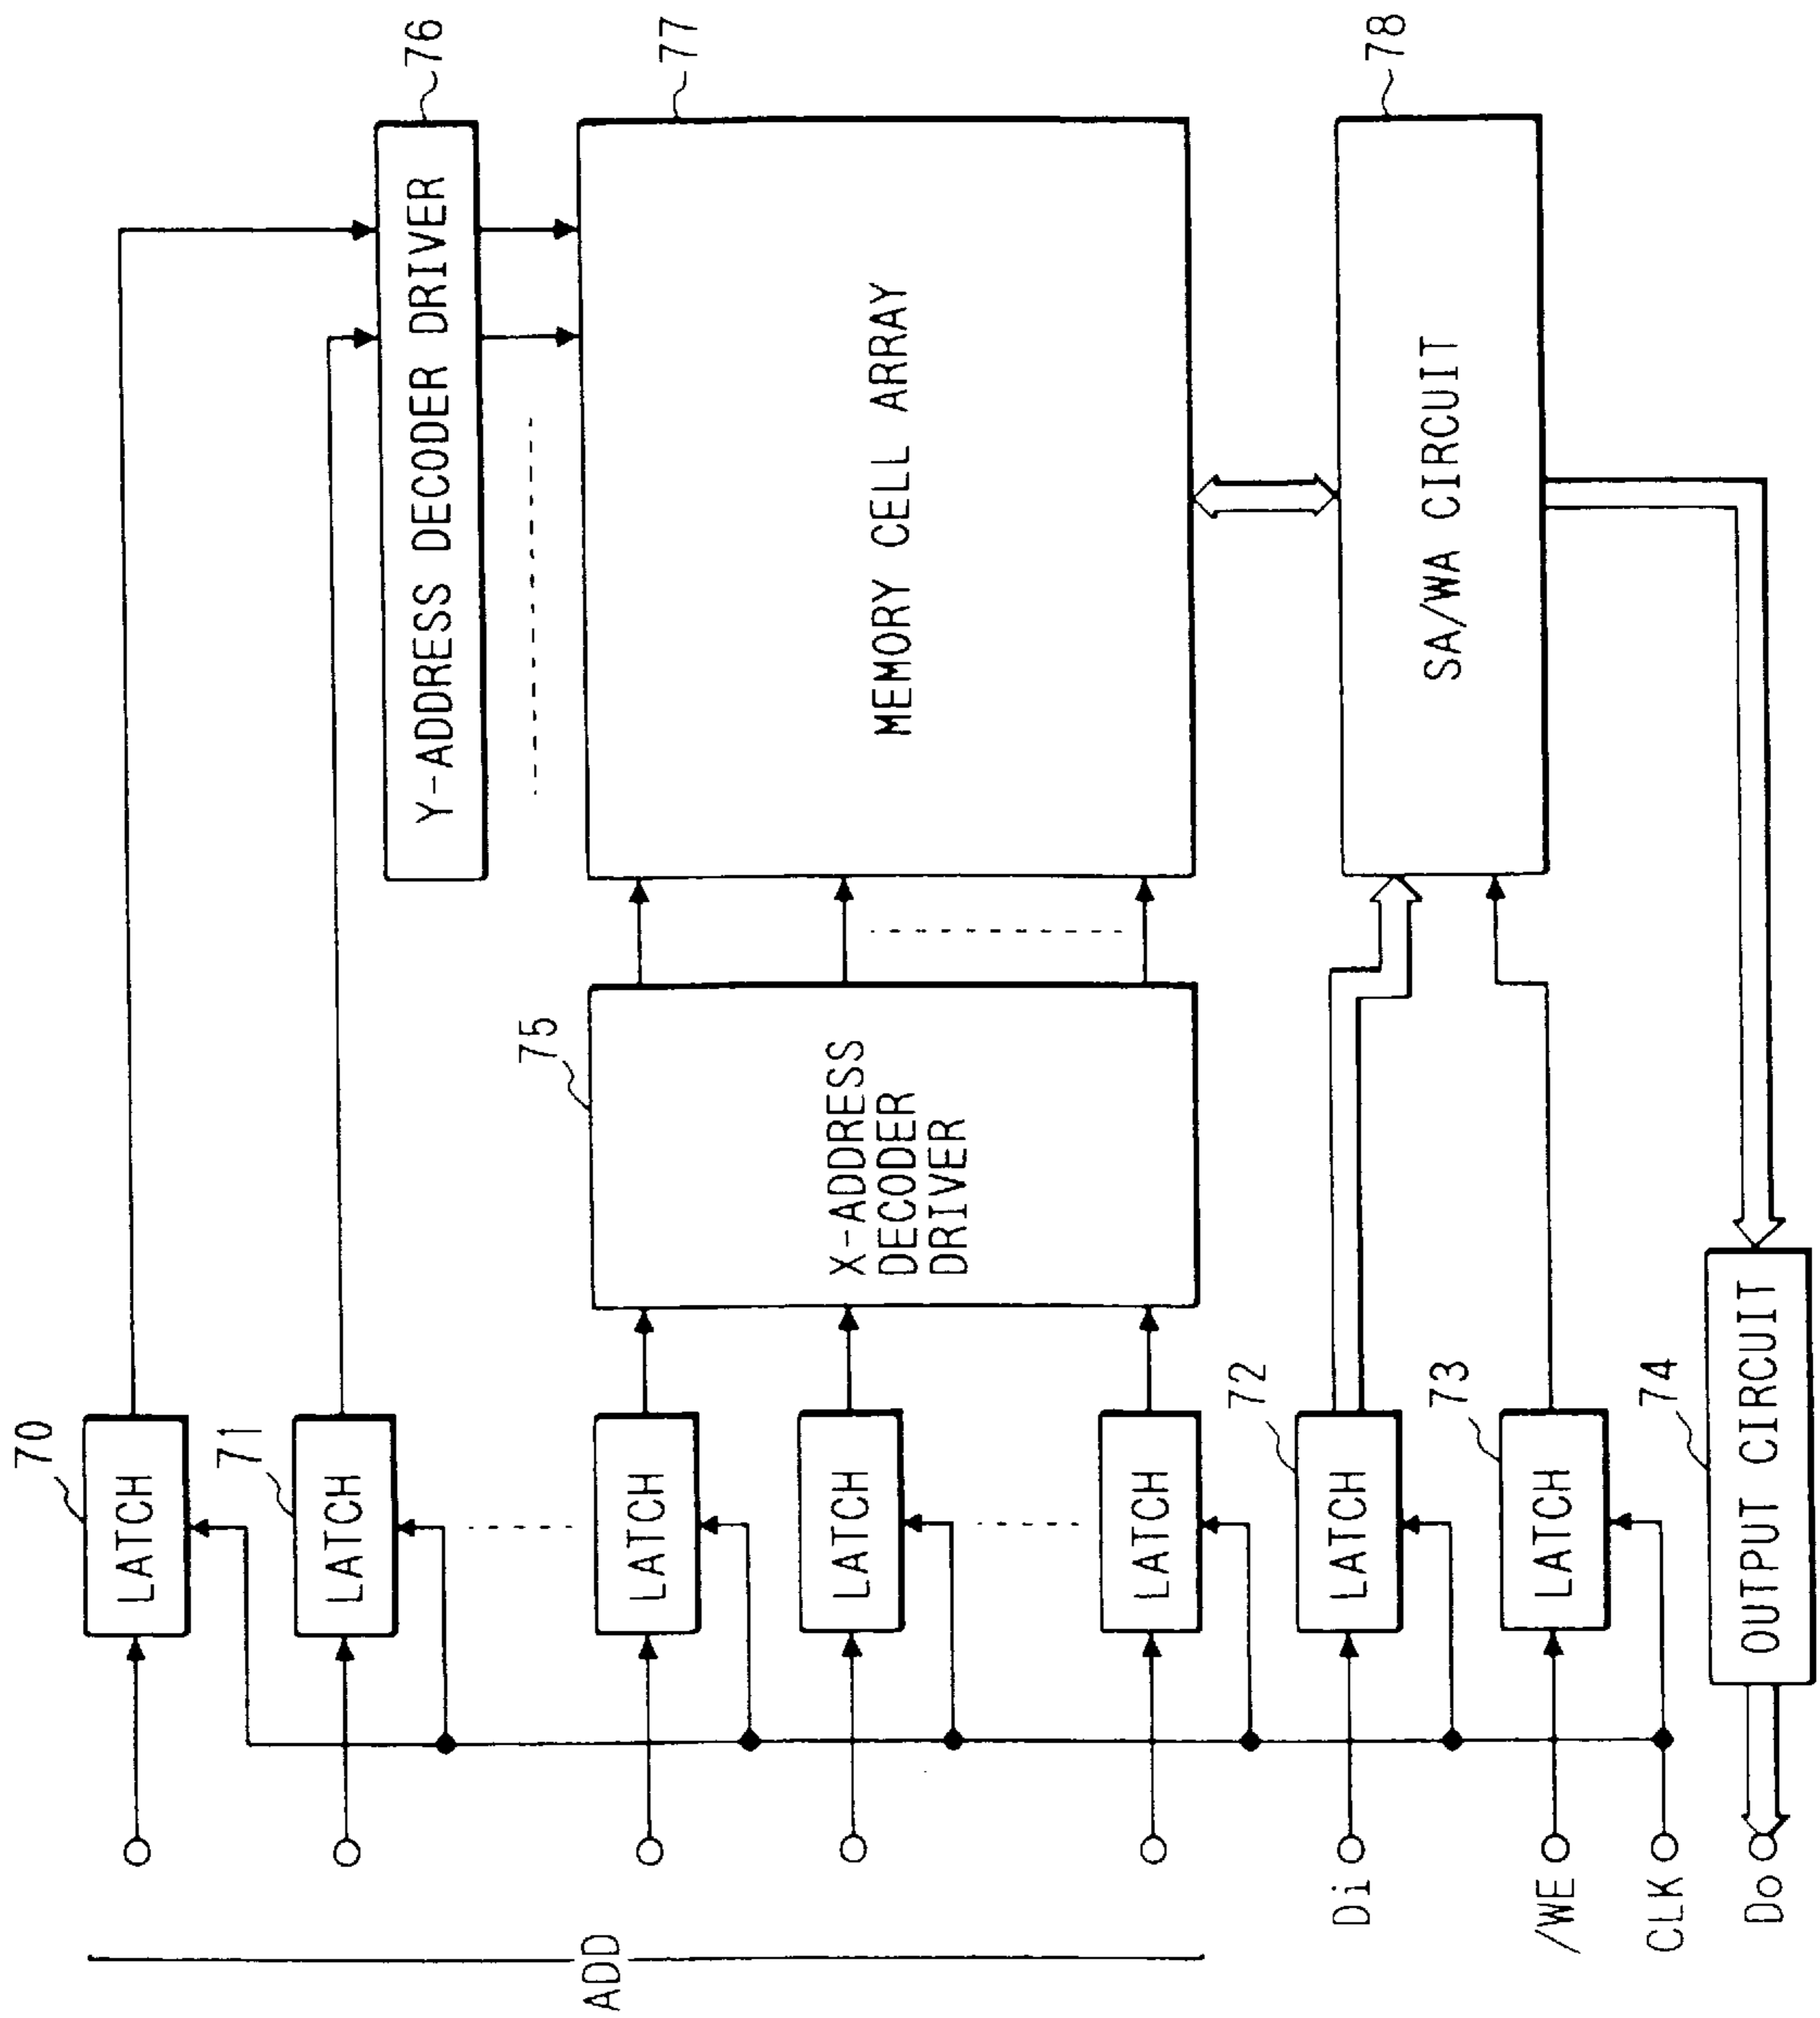 70
LATCH
71
LATCH
LATCH
LATCH
LATCH
72
LATCH
73
LATCH
74
OUTPUT CIRCUIT
75
X-ADDRESS
DECODER
DRIVER
76
Y-ADDRESS DECODER DRIVER
77
MEMORY CELL ARRAY
78
SA/WA CIRCUIT
ADD
Di
/WE
CLK
Do